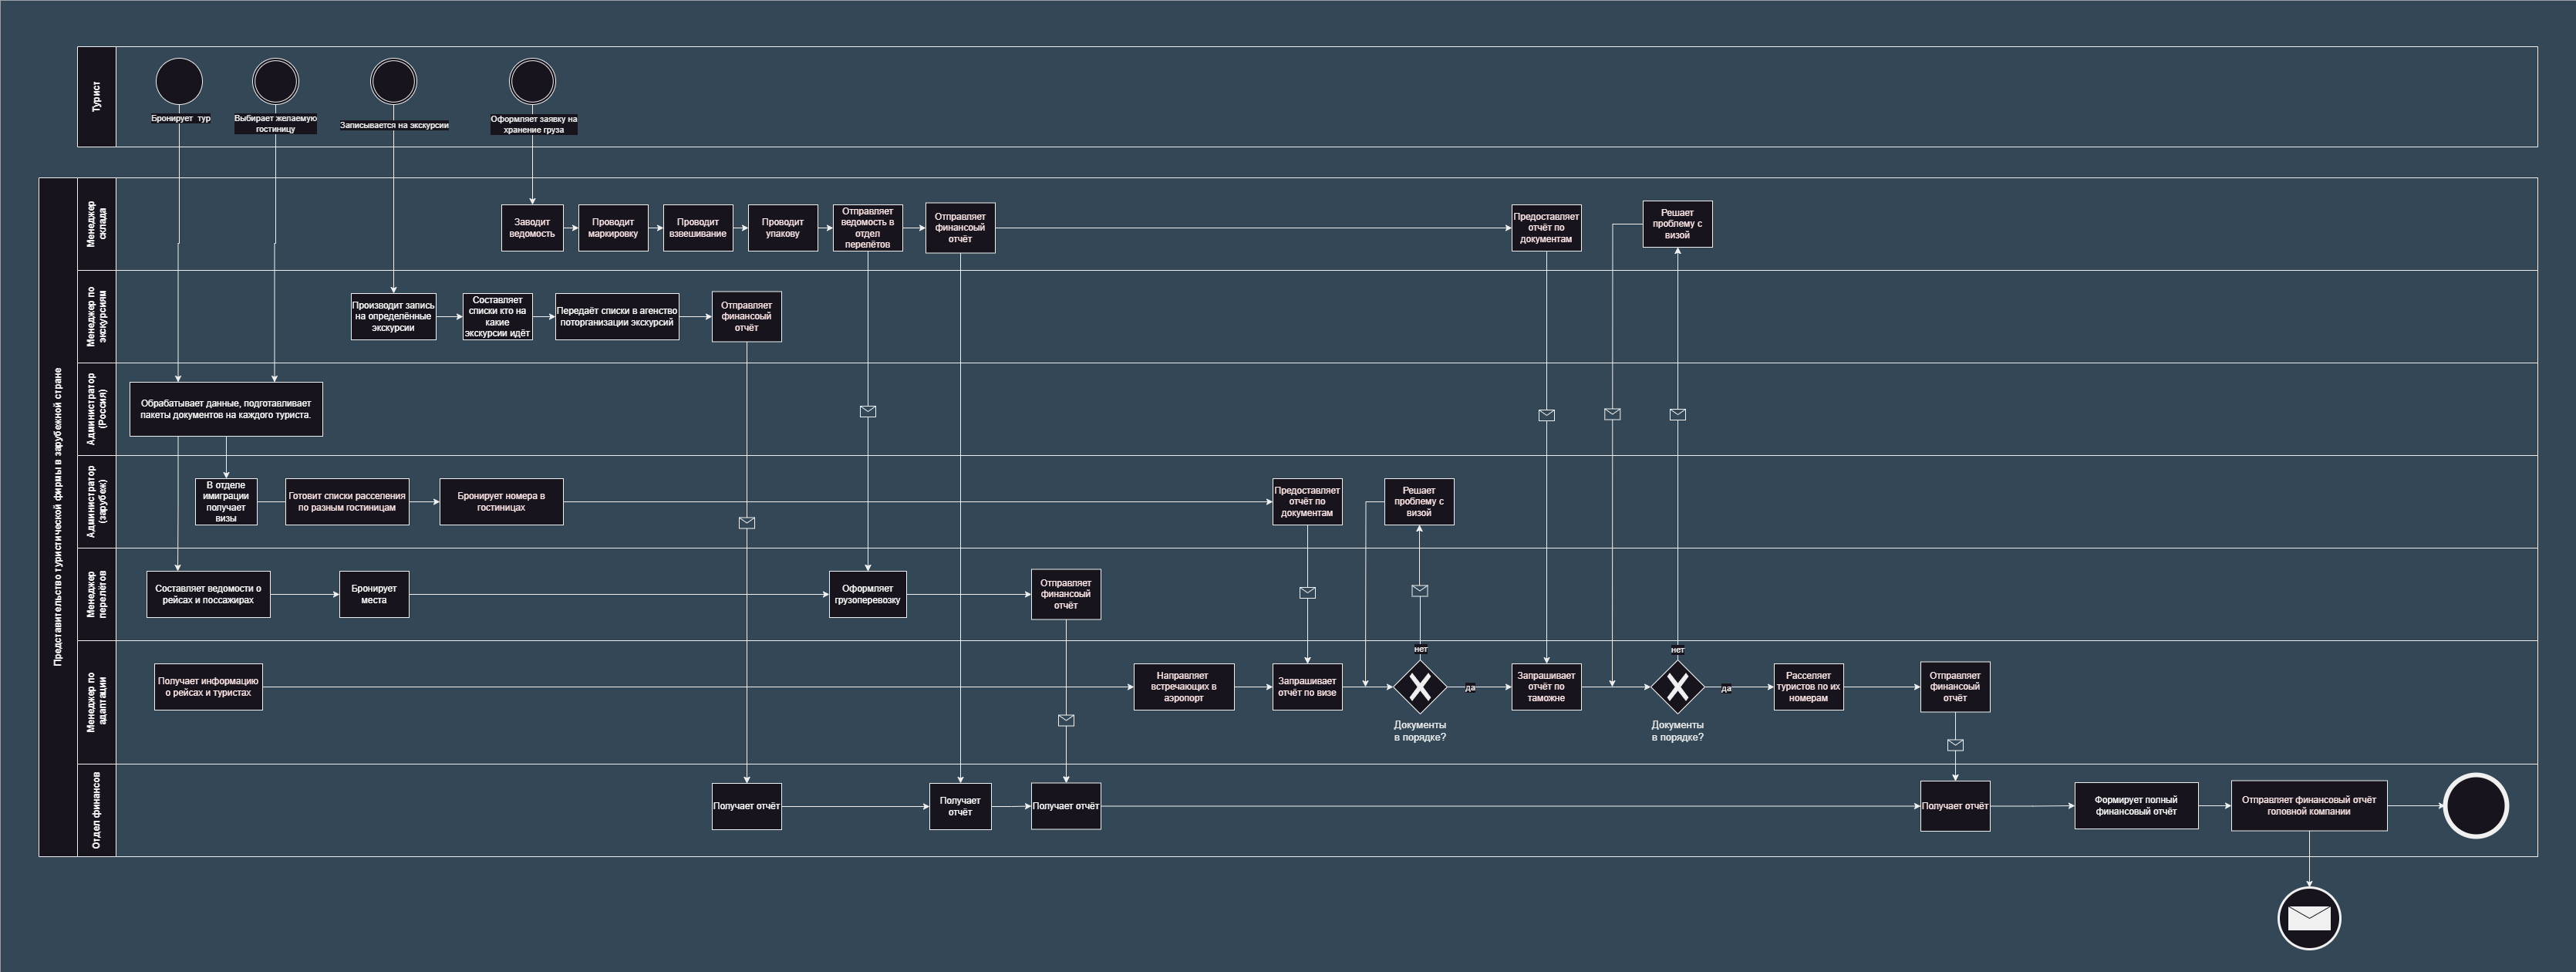 Турист
Бронирует тур
Выбирает желаемую
гостиницу
Записывается на экскурсии
Оформляет заявку на
хранение груза
Представительство туристической фирмы в зарубежной стране
Менеджер
склада
Заводит
ведомость
Проводит
маркировку
Проводит
взвешивание
Проводит
упакову
Отправляет
ведомость в
отдел
перелётов
Отправляет
финансоый
отчёт
Предоставляет
отчёт по
документам
Решает
проблему с
визой
Менеджер по
экскурсиям
Производит запись
на определённые
экскурсии
Составляет
списки кто на
какие
экскурсии идёт
Передаёт списки в агенство
поторганизации экскурсий
Отправляет
финансоый
отчёт
Администратор
(Россия)
Обрабатывает данные, подготавливает
пакеты документов на каждого туриста.
Администратор
(зарубеж)
В отделе
имиграции
получает
визы
Готовит списки расселения
по разным гостиницам
Бронирует номера в
гостиницах
Предоставляет
отчёт по
документам
Решает
проблему с
визой
Менеджер
перелётов
Составляет ведомости о
рейсах и поссажирах
Бронирует
места
Оформляет
грузоперевозку
Отправляет
финансоый
отчёт
Менеджер по
адаптации
Получает информацию
о рейсах и туристах
Направляет
встречающих в
аэропорт
Запрашивает
отчёт по визе
нет
да
Документы
в порядке?
Запрашивает
отчёт по
таможне
нет
да
Документы
в порядке?
Расселяет
туристов по их
номерам
Отправляет
финансоый
отчёт
Отдел финансов
Получает отчёт
Получает
отчёт
Получает отчёт
Получает отчёт
Формирует полный
финансовый отчёт
Отправляет финансовый отчёт
головной компании